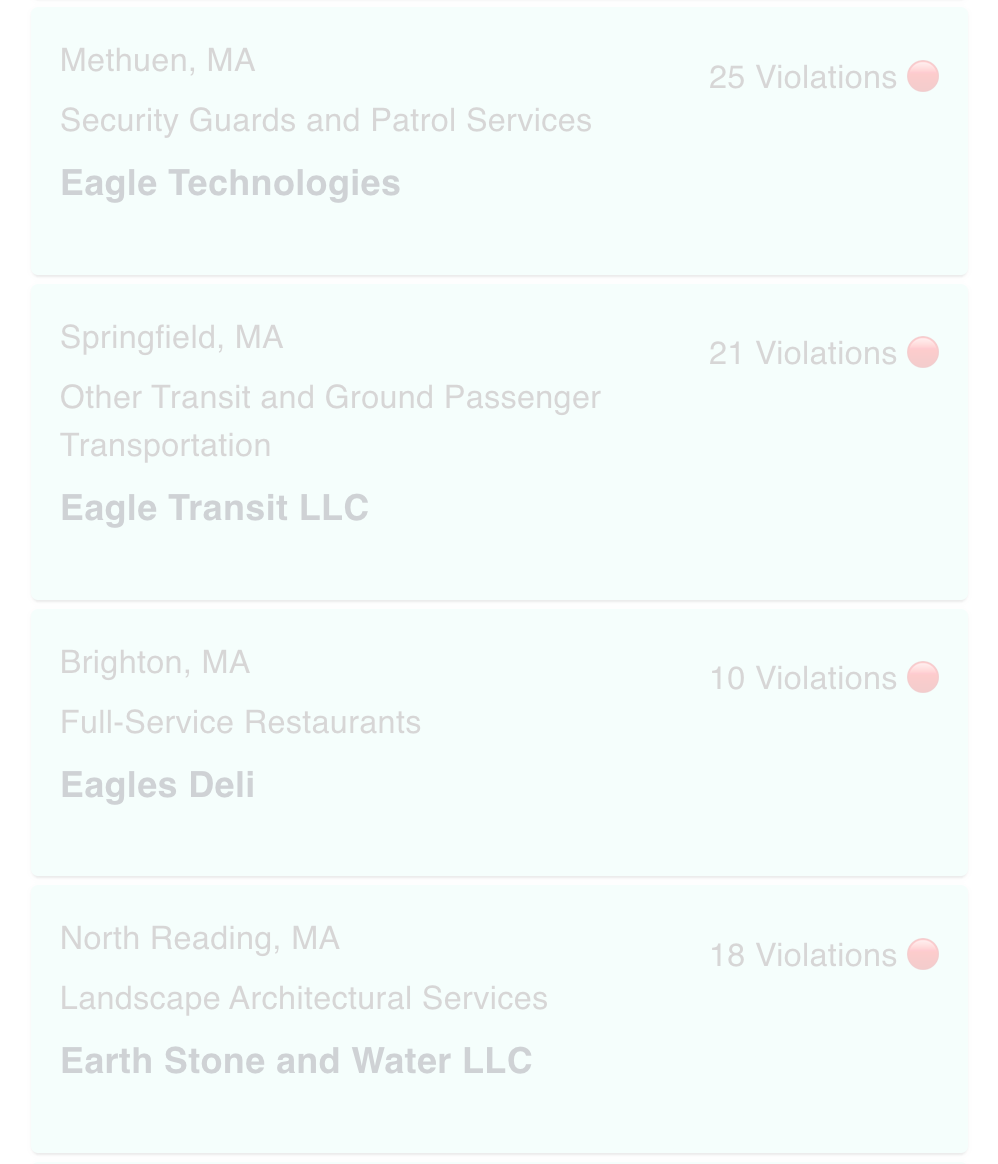 Methuen, MA
25 Violations
Security Guards and Patrol Services
Eagle Technologies
Springfield, MA
21 Violations
Other Transit and Ground Passenger
Transportation
Eagle Transit LLC
Brighton, MA
10 Violations
Full-Service Restaurants
Eagles Deli
North Reading, MA
18 Violations
Landscape Architectural Services
Earth Stone and Water LLC